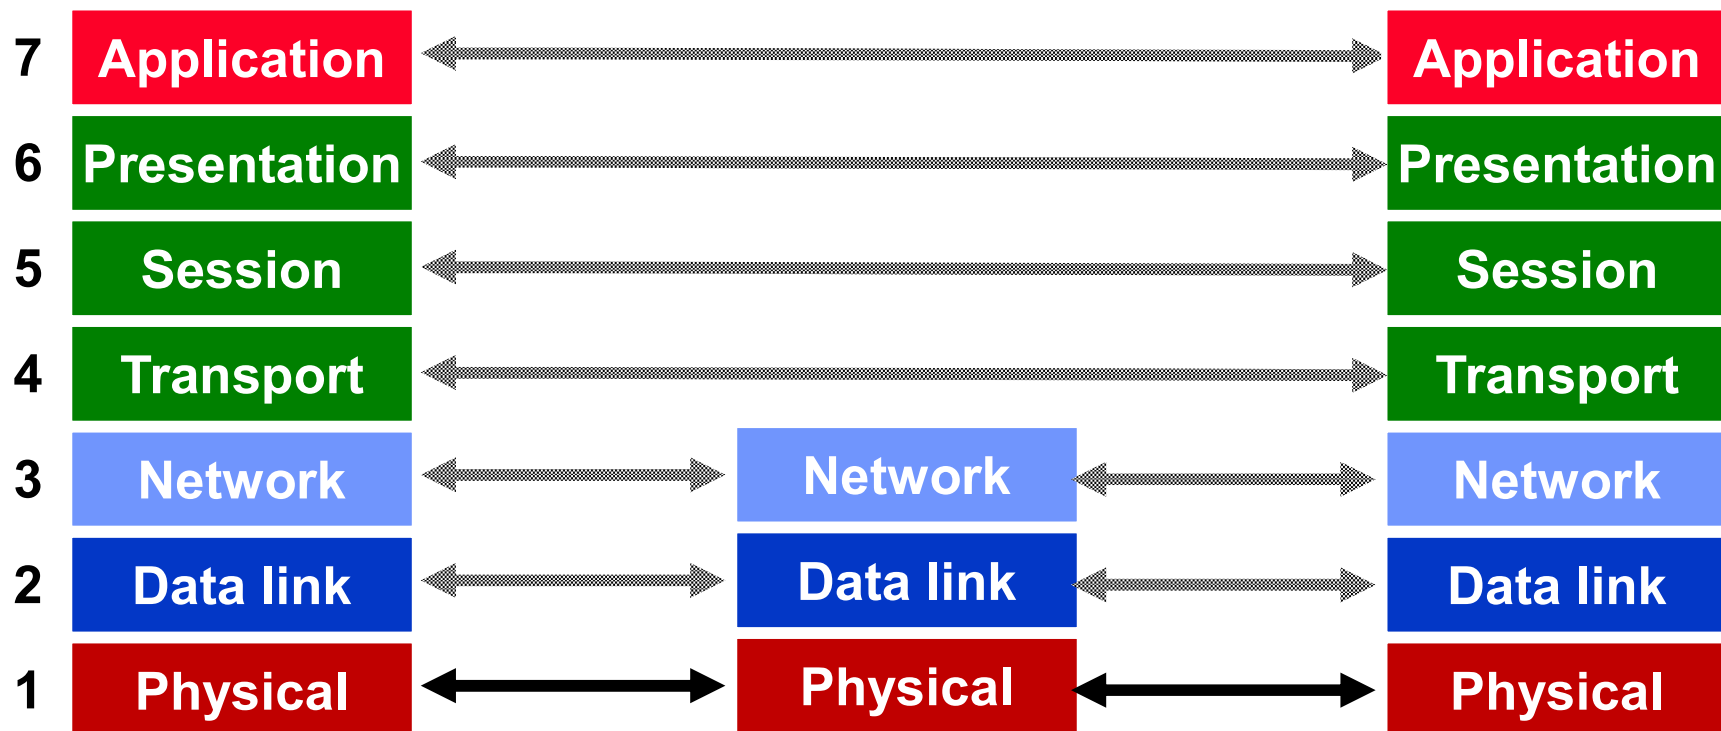 7 Application Application
6 Presentation Presentation
5 Session Session
4 Transport Transport
3 Network Network Network
2 Data link Data link Data link
1 Physical Physical Physical